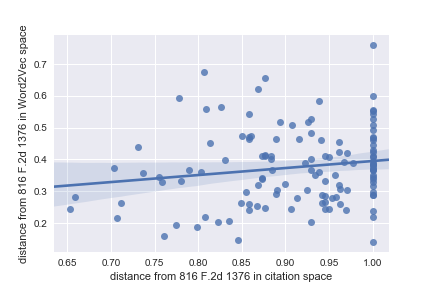 distance from 816 F.2d 1376 in Word2Vec space
0.7
0.6
0.5
0.4
0.3
0.2
0.65 0.70 0.75 0.80 0.85 0.90 0.95 1.00
distance from 816 F.2d 1376 in citation space